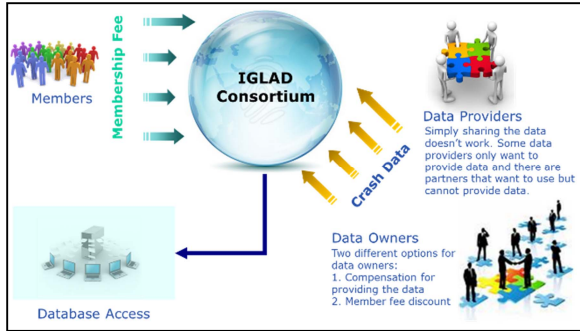 Membership Fee
IGLAD
Consortium
Members
Data Providers
Simply sharing the data
doesn't work. Some data
providers only want to
provide data and there are
partners that want to use but
cannot provide data.
Crash Data
Data Owners
Two different options for
data owners:
1. Compensation for
providing the data
2. Member fee discount
Database Access